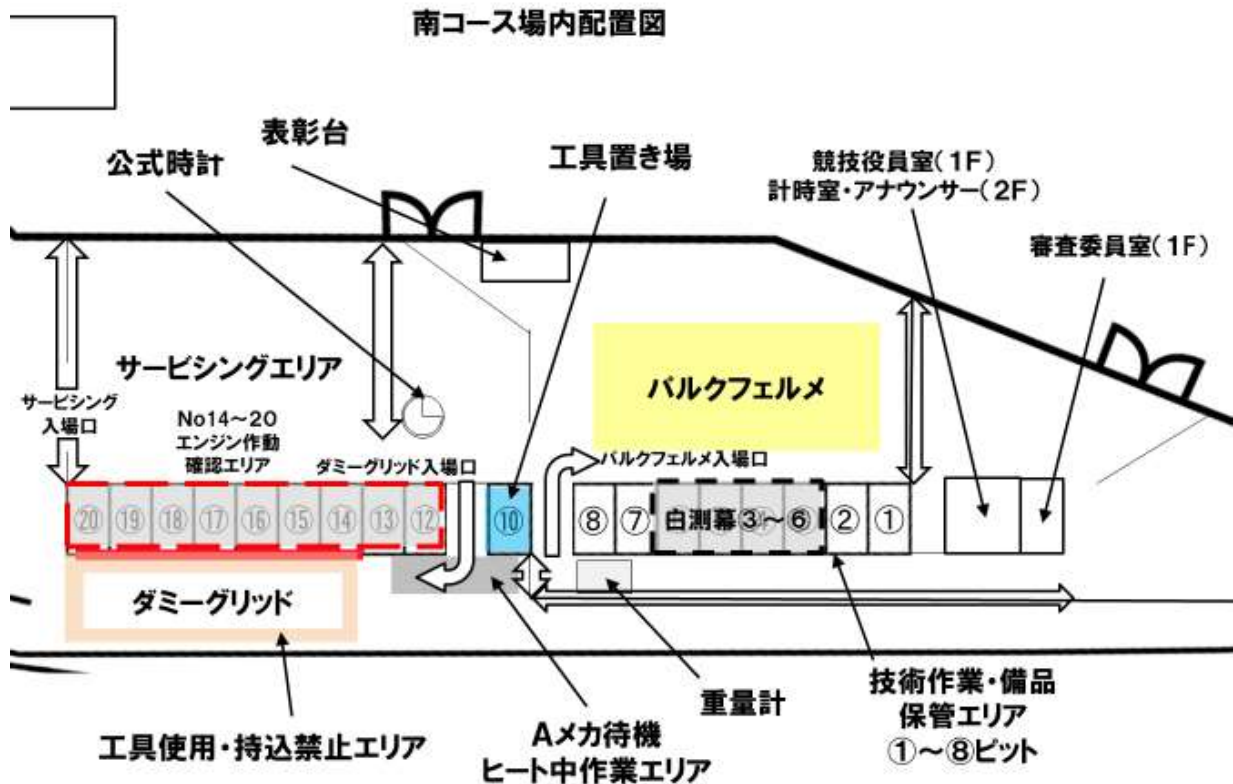 南コース場内配置図
表彰台
公式時計
工具置き場
競技役員室(1F)
計時室・アナウンサー(2F)
審査委員室(1F)
サービシングエリア
パルクフェルメ
サービシング
入場口
No14～20
エンジン作動
確認エリア
ダミーグリッド入場口
パルクフェルメ入場口
⑳ ⑲ ⑱ ⑰ ⑯ ⑮ ⑭ ⑬ ⑫ ⑩ ⑧ ⑦ 白測幕③～⑥ ② ①
ダミーグリッド
工具使用・持込禁止エリア
Aメカ待機
ヒート中作業エリア
重量計
技術作業・備品
保管エリア
①～⑧ピット